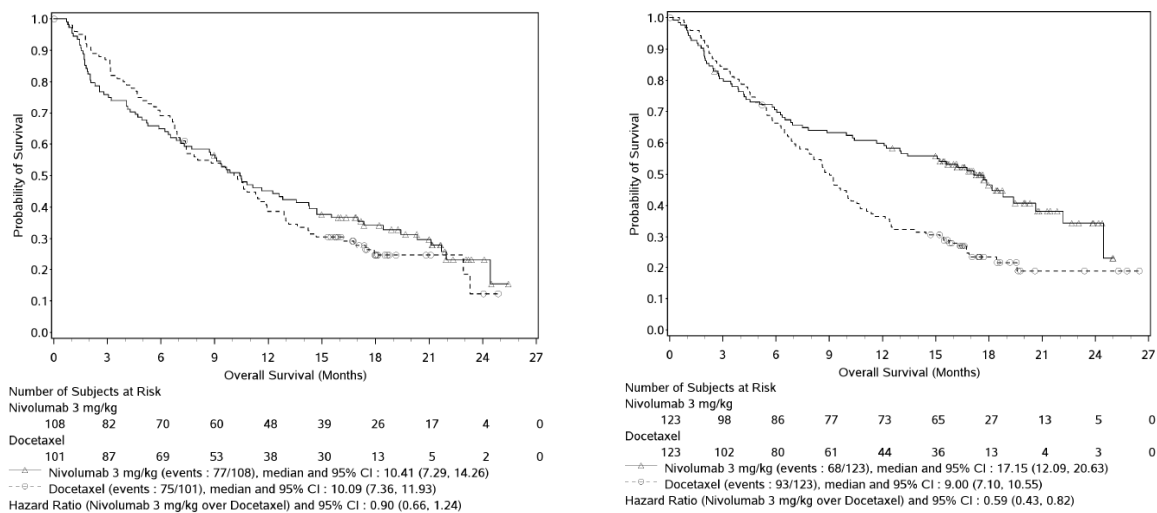 1.0
0.9
0.8
0.7
0.6
0.5
0.4
0.3
0.2
0.1
0.0
Probability of Survival
0 3 6 9 12 15 18 21 24 27
Overall Survival (Months)
Number of Subjects at Risk
Nivolumab 3 mg/kg
108 82 70 60 48 39 26 17 4 0
Docetaxel
101 87 69 53 38 30 13 5 2 0
Nivolumab 3 mg/kg (events : 77/108), median and 95% CI : 10.41 (7.29, 14.26)
Docetaxel (events : 75/101), median and 95% CI : 10.09 (7.36, 11.93)
Hazard Ratio (Nivolumab 3 mg/kg over Docetaxel) and 95% CI : 0.90 (0.66, 1.24)
1.0
0.9
0.8
0.7
0.6
0.5
0.4
0.3
0.2
0.1
0.0
Probability of Survival
0 3 6 9 12 15 18 21 24 27
Overall Survival (Months)
Number of Subjects at Risk
Nivolumab 3 mg/kg
123 98 86 77 73 65 27 13 5 0
Docetaxel
123 102 80 61 44 36 13 4 3 0
Nivolumab 3 mg/kg (events : 68/123), median and 95% CI : 17.15 (12.09, 20.63)
Docetaxel (events : 93/123), median and 95% CI : 9.00 (7.10, 10.55)
Hazard Ratio (Nivolumab 3 mg/kg over Docetaxel) and 95% CI : 0.59 (0.43, 0.82)